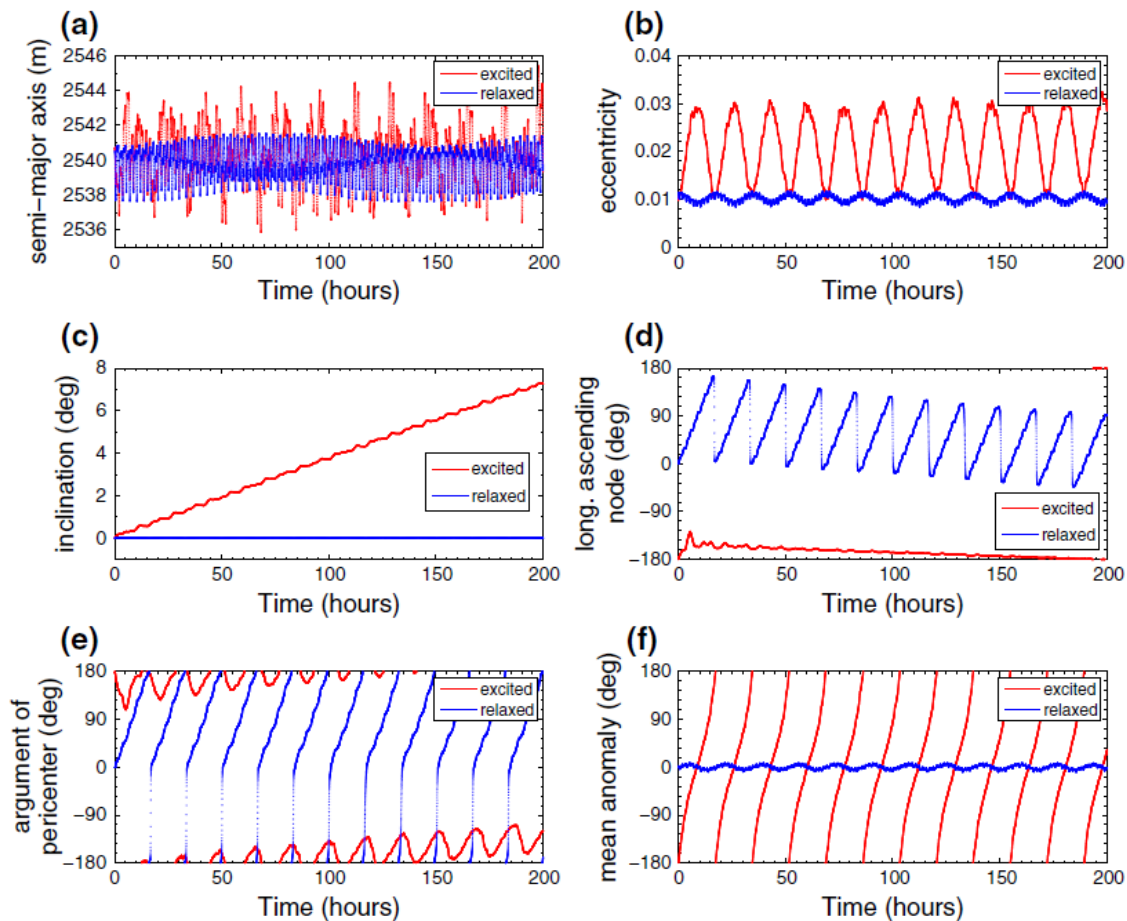 (a)
semi-major axis (m)
2546
2544
2542
2540
2538
2536
excited
relaxed
0 50 100 150 200
Time (hours)
(b)
eccentricity
0.04
0.03
0.02
0.01
0
excited
relaxed
0 50 100 150 200
Time (hours)
(c)
inclination (deg)
8
6
4
2
0
excited
relaxed
0 50 100 150 200
Time (hours)
(d)
long. ascending
node (deg)
180
90
0
−90
−180
excited
relaxed
0 50 100 150 200
Time (hours)
(e)
argument of
pericenter (deg)
180
90
0
−90
−180
excited
relaxed
0 50 100 150 200
Time (hours)
(f)
mean anomaly (deg)
180
90
0
−90
−180
excited
relaxed
0 50 100 150 200
Time (hours)